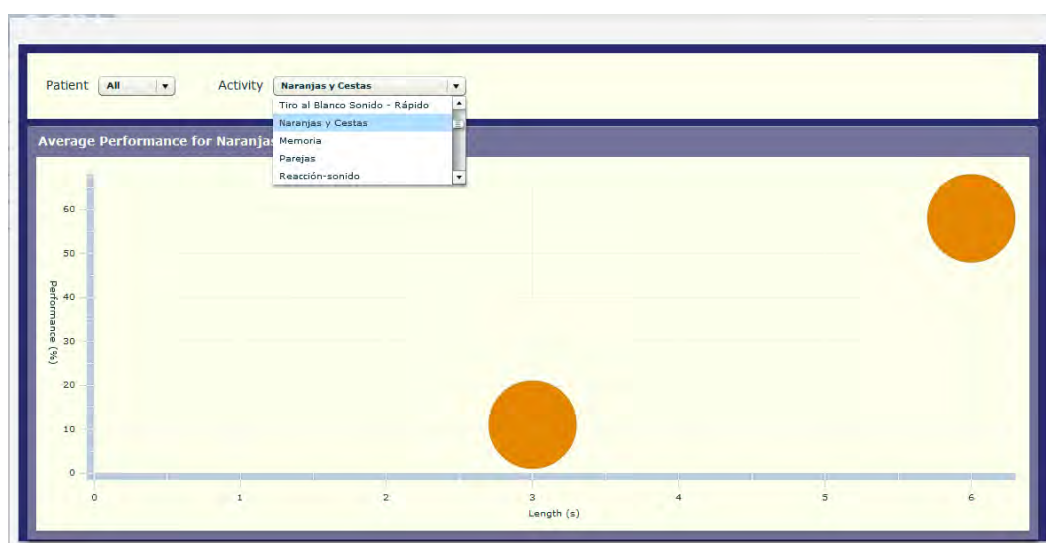 Patient All Activity Naranjas y Cestas
Tiro al Blanco Sonido - Rápido
Naranjas y Cestas
Memoria
Parejas
Reacción-sonido
Average Performance for Naranjas
Performance (%)
60
50
40
30
20
10
0
0 1 2 3 4 5 6
Length (s)